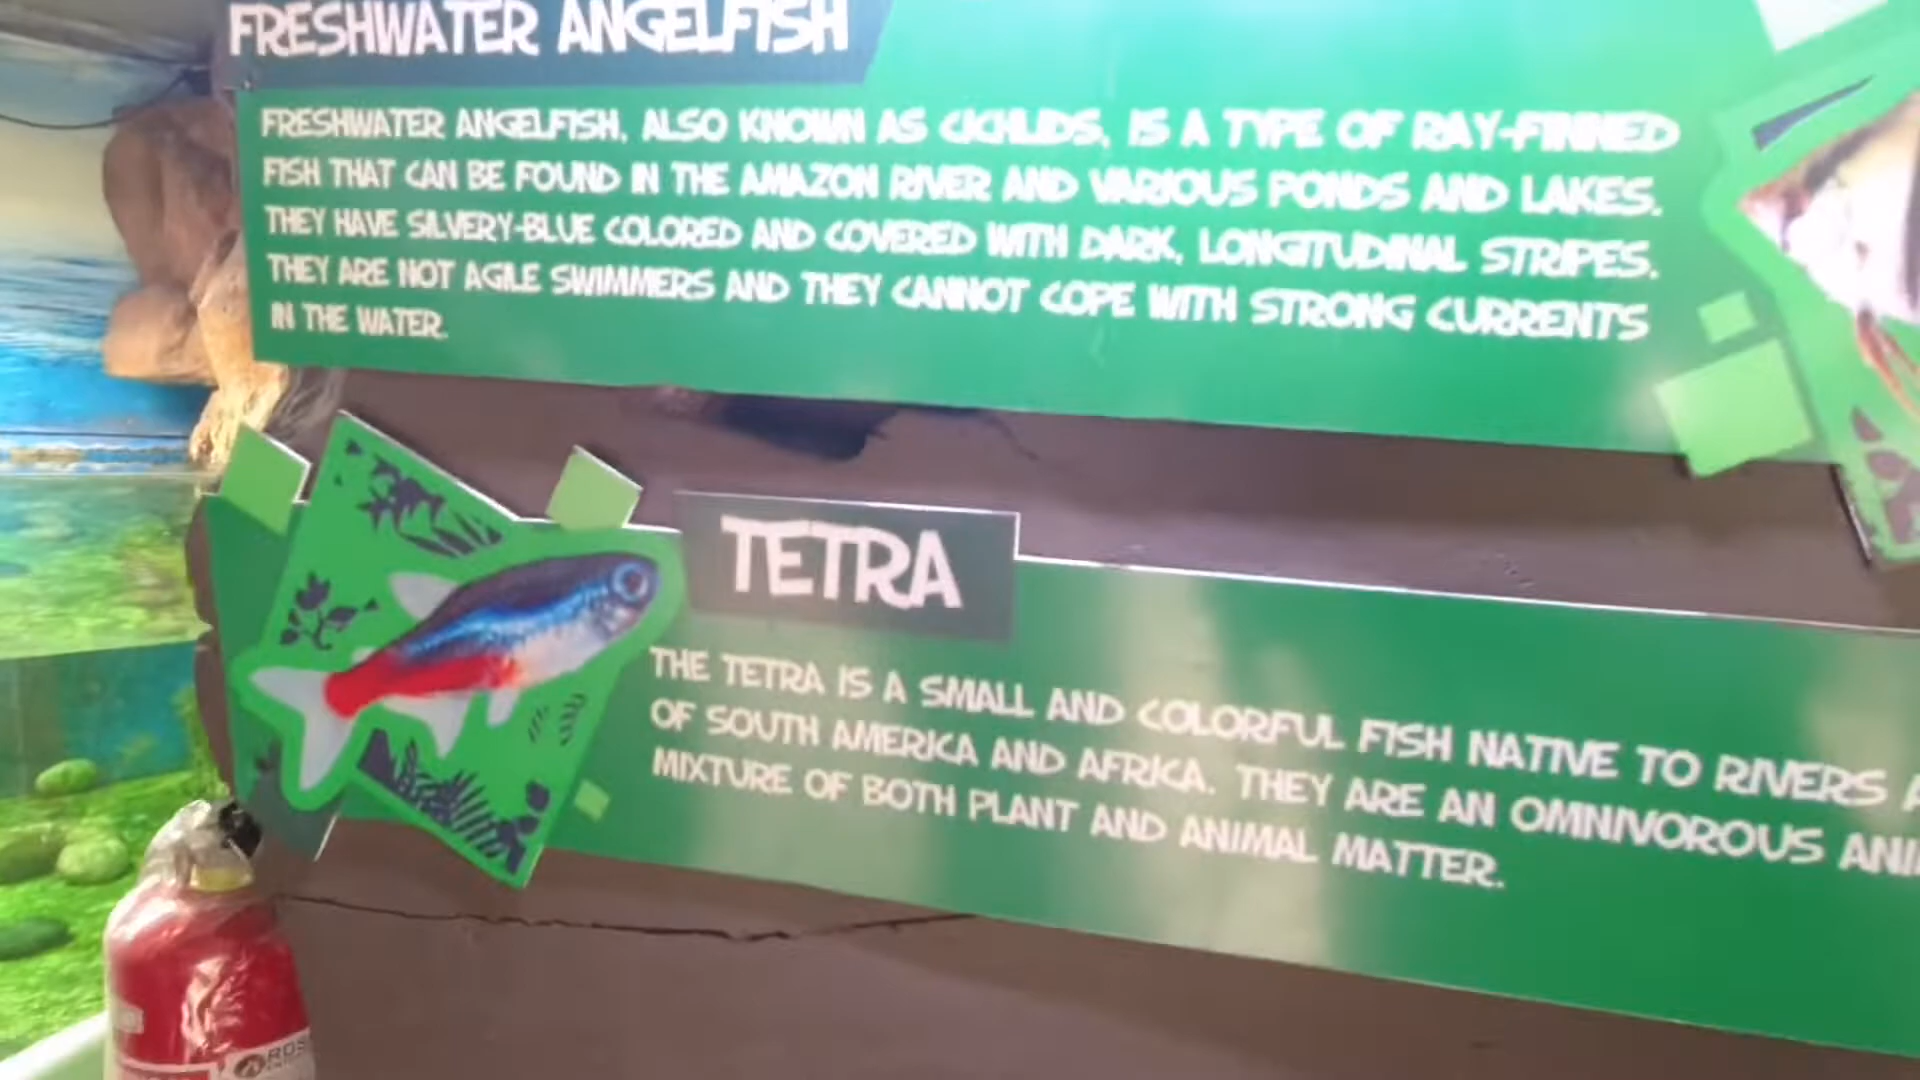 FRESHWATER ANGELFISH
FRESHWATER ANGELFISH, ALSO KNOWN AS CICHLIDS, IS A TYPE OF RAY-FINNED
FISH THAT CAN BE FOUND IN THE AMAZON RIVER AND VARIOUS PONDS AND LAKES.
THEY HAVE SILVERY-BLUE COLORED AND COVERED WITH DARK, LONGITUDINAL STRIPES.
THEY ARE NOT AGILE SWIMMERS AND THEY CANNOT COPE WITH STRONG CURRENTS
IN THE WATER.
TETRA
THE TETRA IS A SMALL AND COLORFUL FISH NATIVE TO RIVERS
OF SOUTH AMERICA AND AFRICA. THEY ARE AN OMNIVOROUS
MIXTURE OF BOTH PLANT AND ANIMAL MATTER.